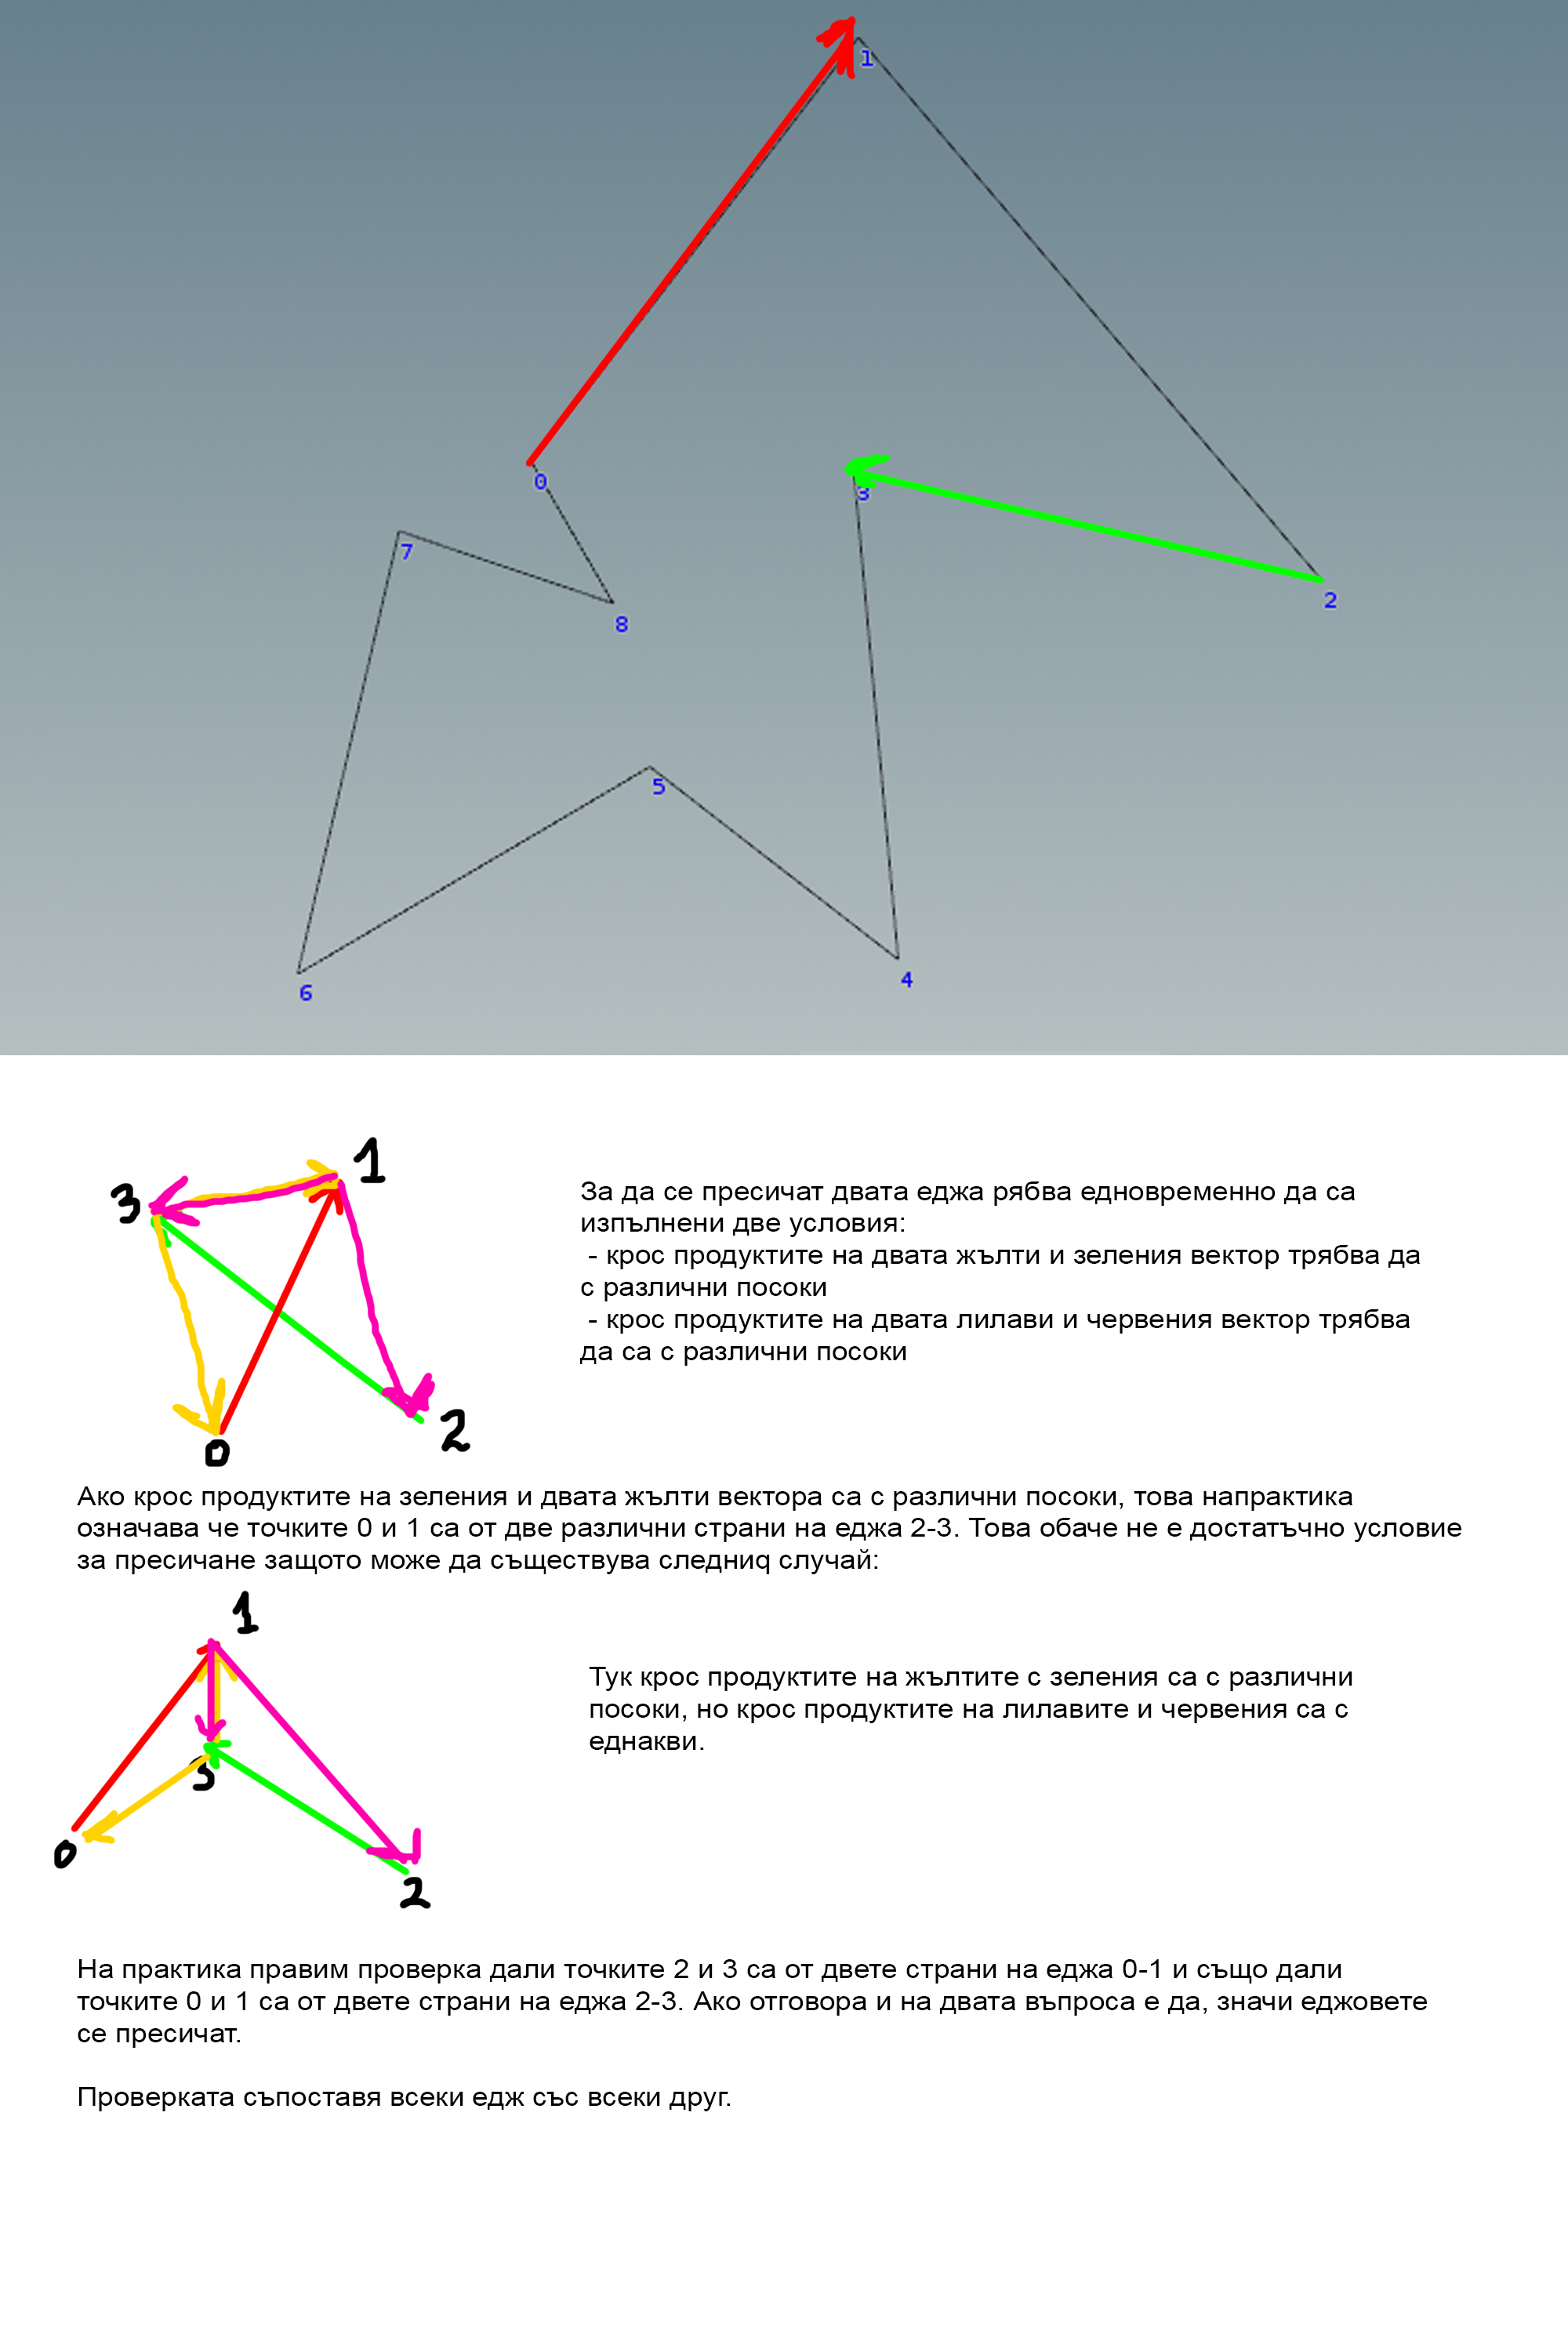 1
0
3
7
2
8
5
4
6
1
3
За да се пресичат двата еджа рябва едновременно да са
изпълнени две условия:
- крос продуктите на двата жълти и зеления вектор трябва да
с различни посоки
- крос продуктите на двата лилави и червения вектор трябва
да са с различни посоки
2
0
Ако крос продуктите на зеления и двата жълти вектора са с различни посоки, това напрактика
означава че точките 0 и 1 са от две различни страни на еджа 2-3. Това обаче не е достатъчно условие
за пресичане защото може да съществува следниq случай:
1
Тук крос продуктите на жълтите с зеления са с различни
посоки, но крос продуктите на лилавите и червения са с
еднакви.
3
0
2
На практика правим проверка дали точките 2 и 3 са от двете страни на еджа 0-1 и също дали
точките 0 и 1 са от двете страни на еджа 2-3. Ако отговора и на двата въпроса е да, значи еджовете
се пресичат.
Проверката съпоставя всеки едж със всеки друг.